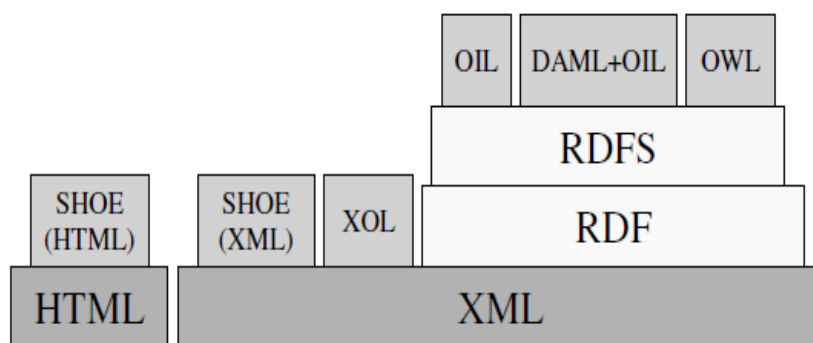 OIL
DAML+OIL
OWL
RDFS
SHOE
(HTML)
SHOE
(XML)
XOL
RDF
HTML
XML